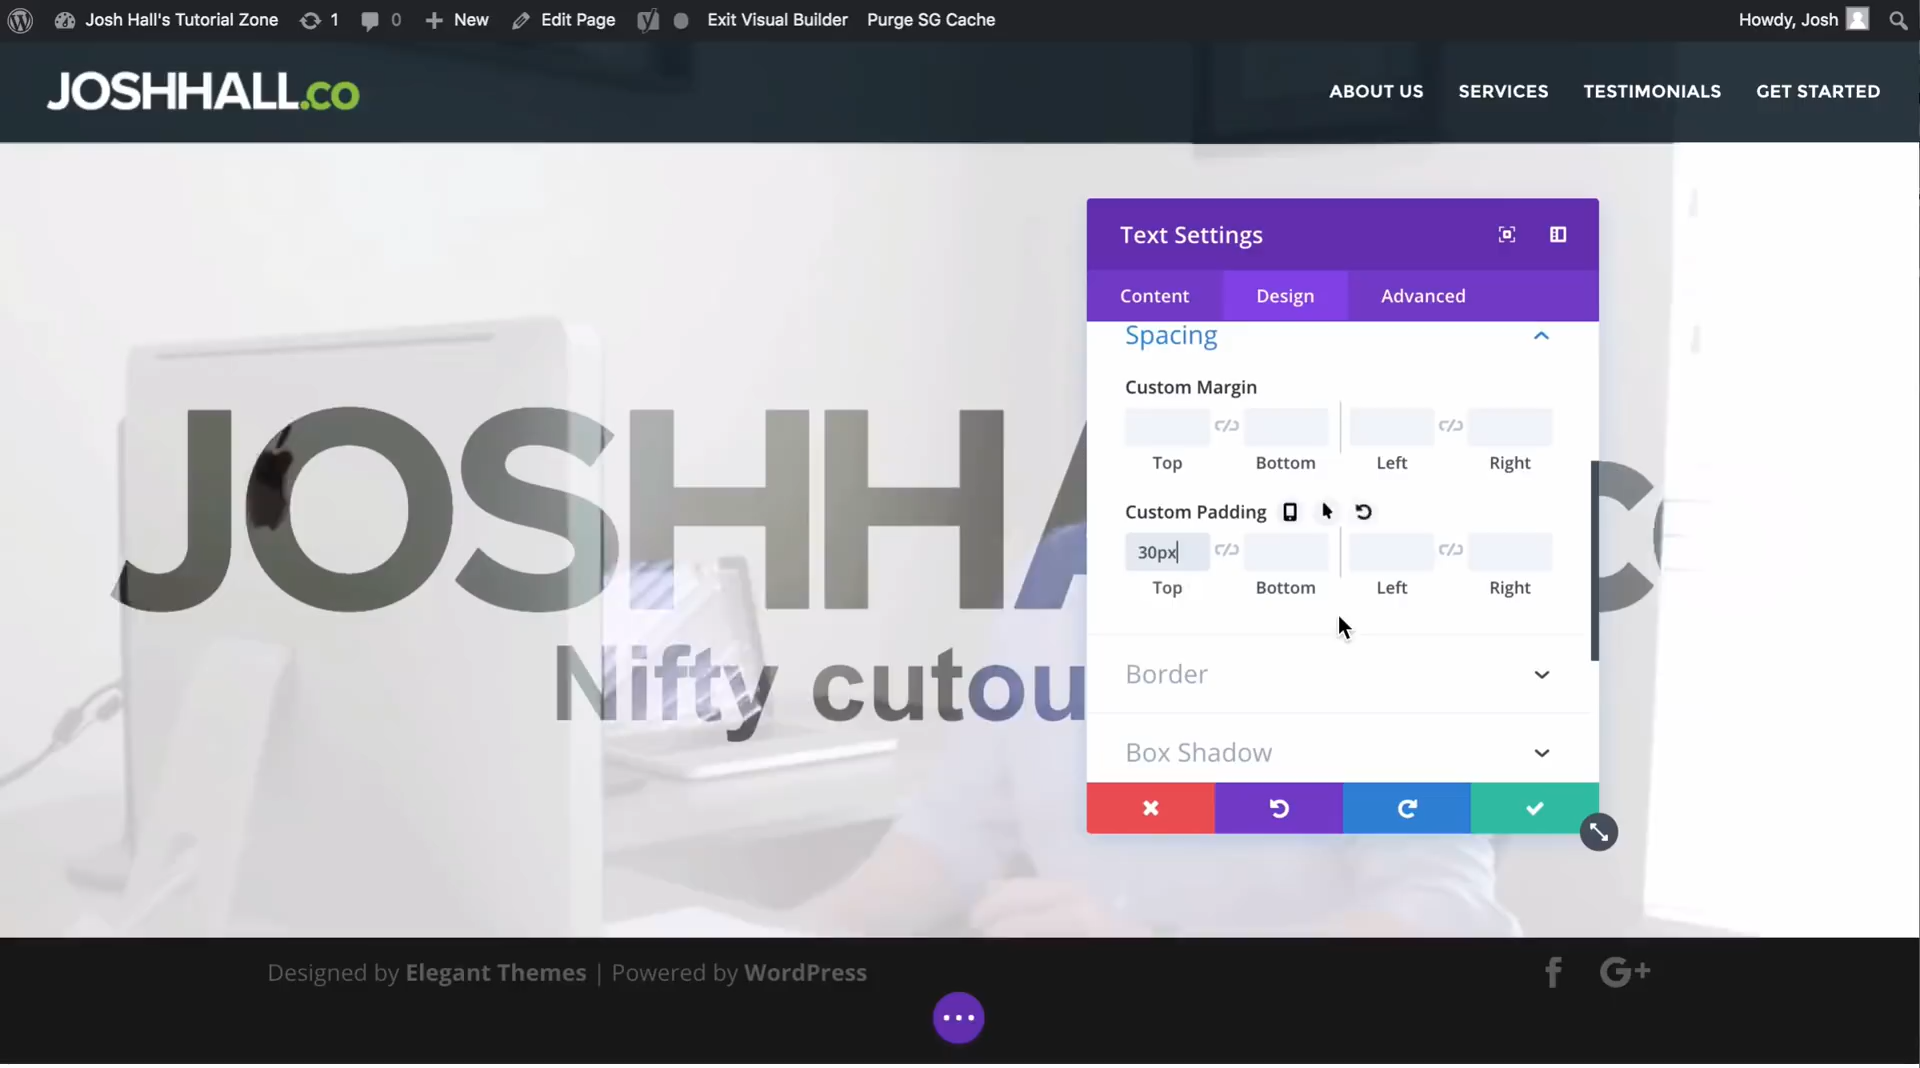 Josh Hall's Tutorial Zone 1 0 New Edit Page Exit Visual Builder Purge SG Cache Howdy, Josh
JOSHHALL.co ABOUT US SERVICES TESTIMONIALS GET STARTED
Text Settings
Content Design Advanced
Spacing
Custom Margin
Top Bottom Left Right
Custom Padding
30px
Top Bottom Left Right
Border
Box Shadow
JOSHH
C
Nifty cutou
Designed by Elegant Themes | Powered by WordPress
f G+